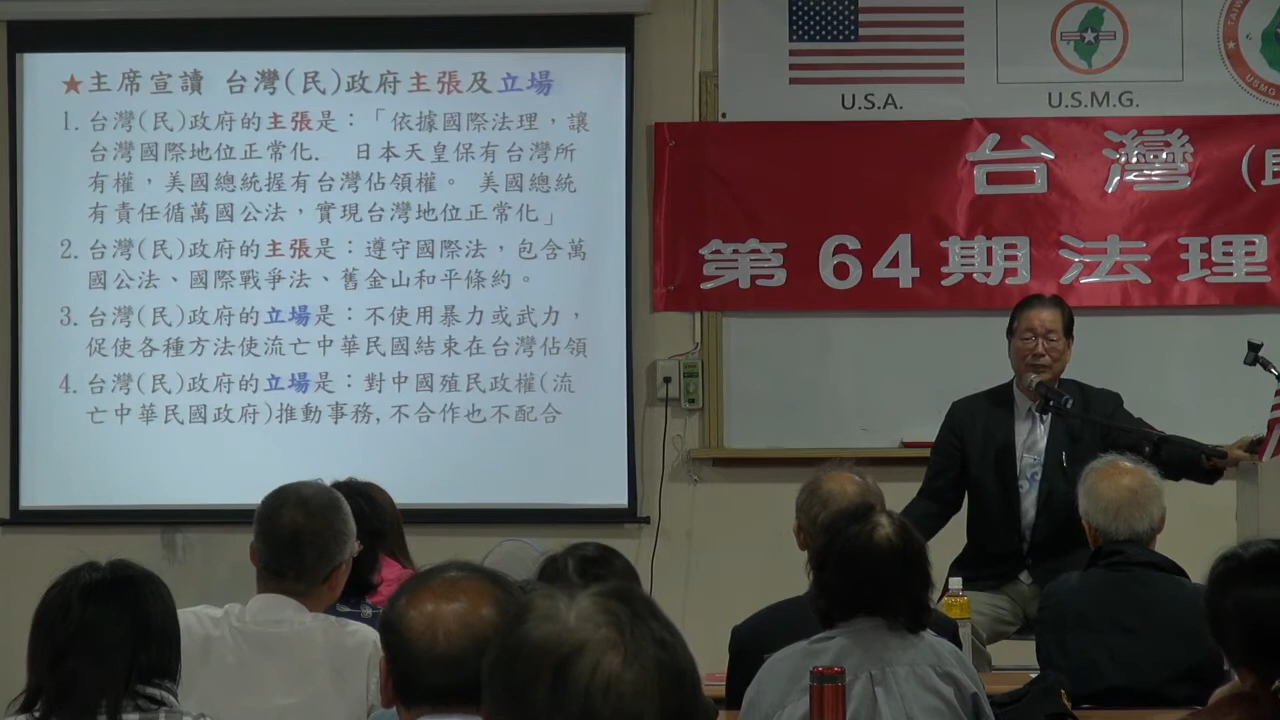 ★主席宣讀 台灣(民)政府主張及立場
1. 台灣(民)政府的主張是：「依據國際法理，讓
台灣國際地位正常化. 日本天皇保有台灣所
有權，美國總統握有台灣佔領權。 美國總統
有責任循萬國公法，實現台灣地位正常化」
2. 台灣(民)政府的主張是：遵守國際法，包含萬
國公法、國際戰爭法、舊金山和平條約。
3. 台灣(民)政府的立場是：不使用暴力或武力，
促使各種方法使流亡中華民國結束在台灣佔領
4. 台灣(民)政府的立場是：對中國殖民政權(流
亡中華民國政府)推動事務,不合作也不配合
U.S.A.
U.S.M.G.
台灣(民
第64期法理